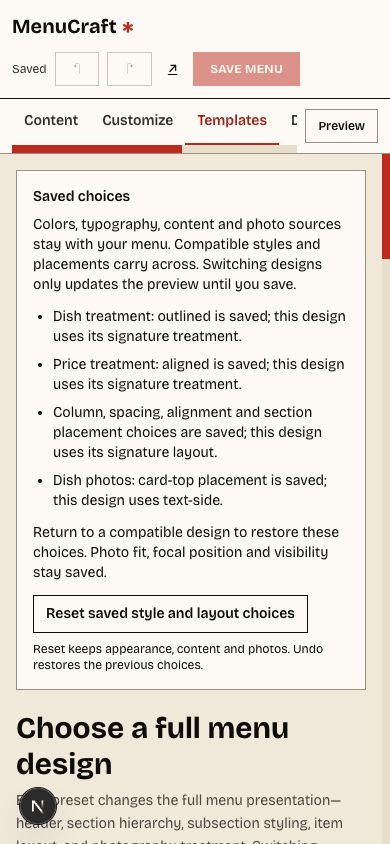 MenuCraft *
Saved
SAVE MENU
Content Customize Templates
Preview
Saved choices
Colors, typography, content and photo sources
stay with your menu. Compatible styles and
placements carry across. Switching designs
only updates the preview until you save.
• Dish treatment: outlined is saved; this design
uses its signature treatment.
• Price treatment: aligned is saved; this design
uses its signature treatment.
• Column, spacing, alignment and section
placement choices are saved; this design
uses its signature layout.
• Dish photos: card-top placement is saved;
this design uses text-side.
Return to a compatible design to restore these
choices. Photo fit, focal position and visibility
stay saved.
Reset saved style and layout choices
Reset keeps appearance, content and photos. Undo
restores the previous choices.
Choose a full menu
design
preset changes the full menu presentation—
header, section hierarchy, subsection styling, item
layout, and photography treatment. Switching
N